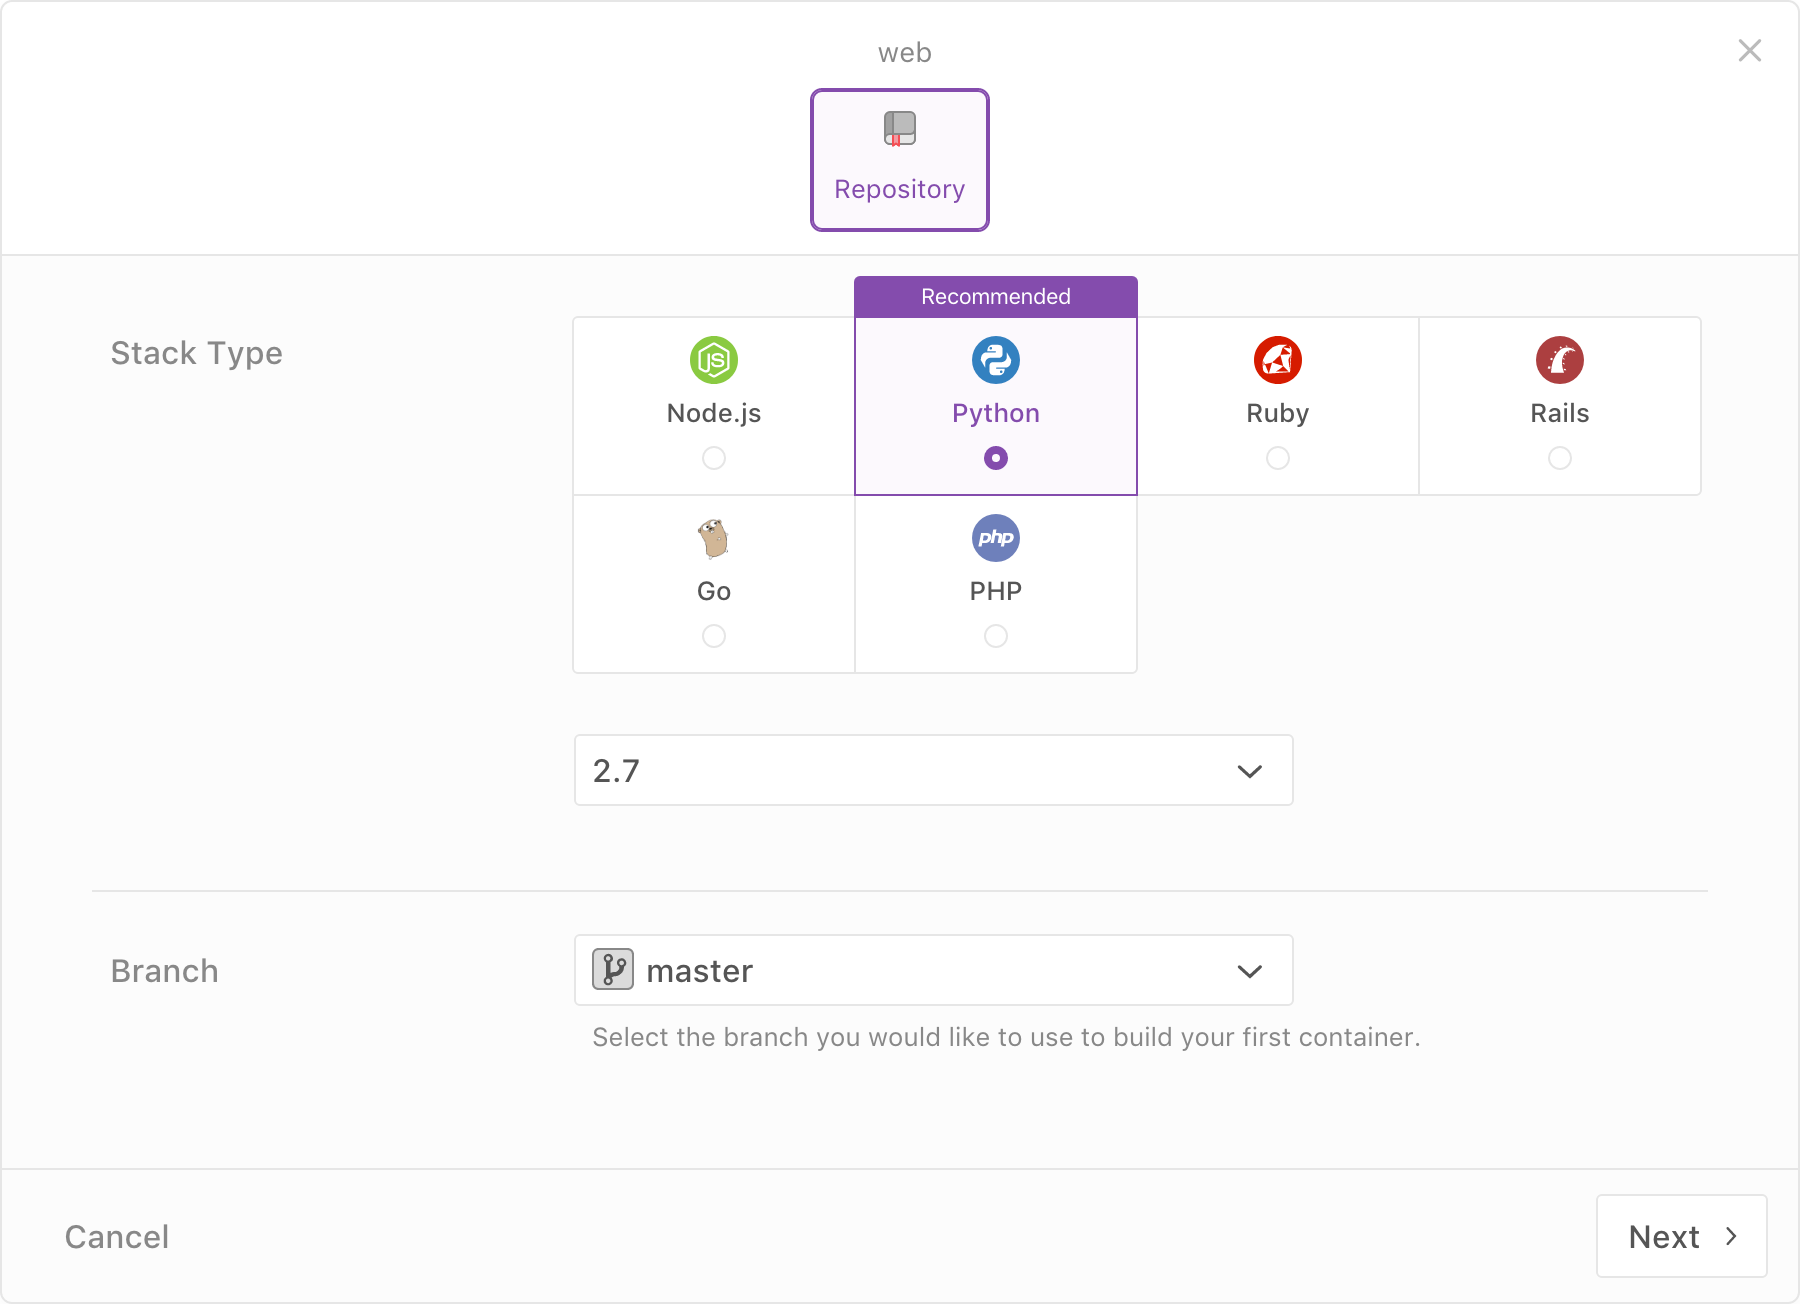 web
Repository
Recommended
Stack Type
JS
Node.js
Python
Ruby
Rails
php
Go
PHP
2.7
Branch
master
Select the branch you would like to use to build your first container.
Cancel
Next